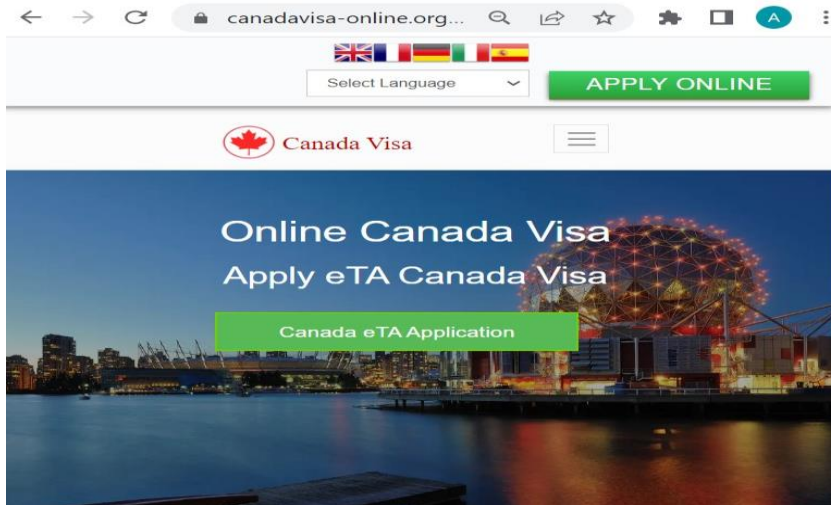 canadavisa-online.org...
A
Select Language
APPLY ONLINE
Canada Visa
Online Canada Visa
Apply eTA Canada Visa
Canada eTA Application